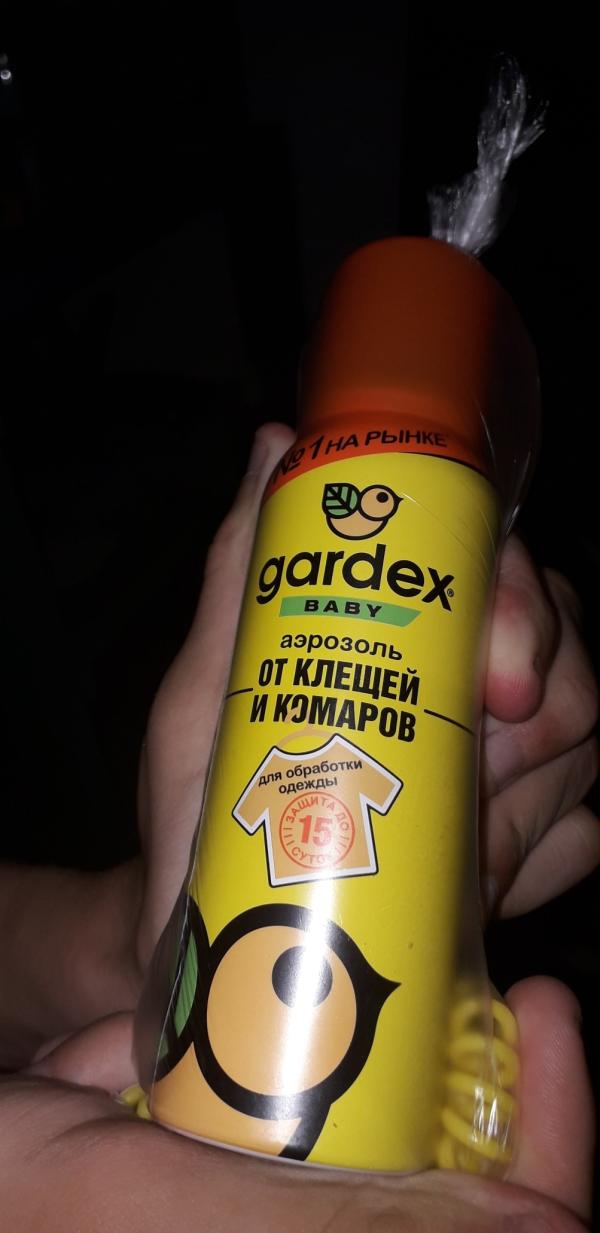 №1 НА РЫНКЕ
gardex®
BABY
аэрозоль
ОТ КЛЕЩЕЙ
И КОМАРОВ
для обработки
одежды
ЗАЩИТА ДО
15
СУТОК